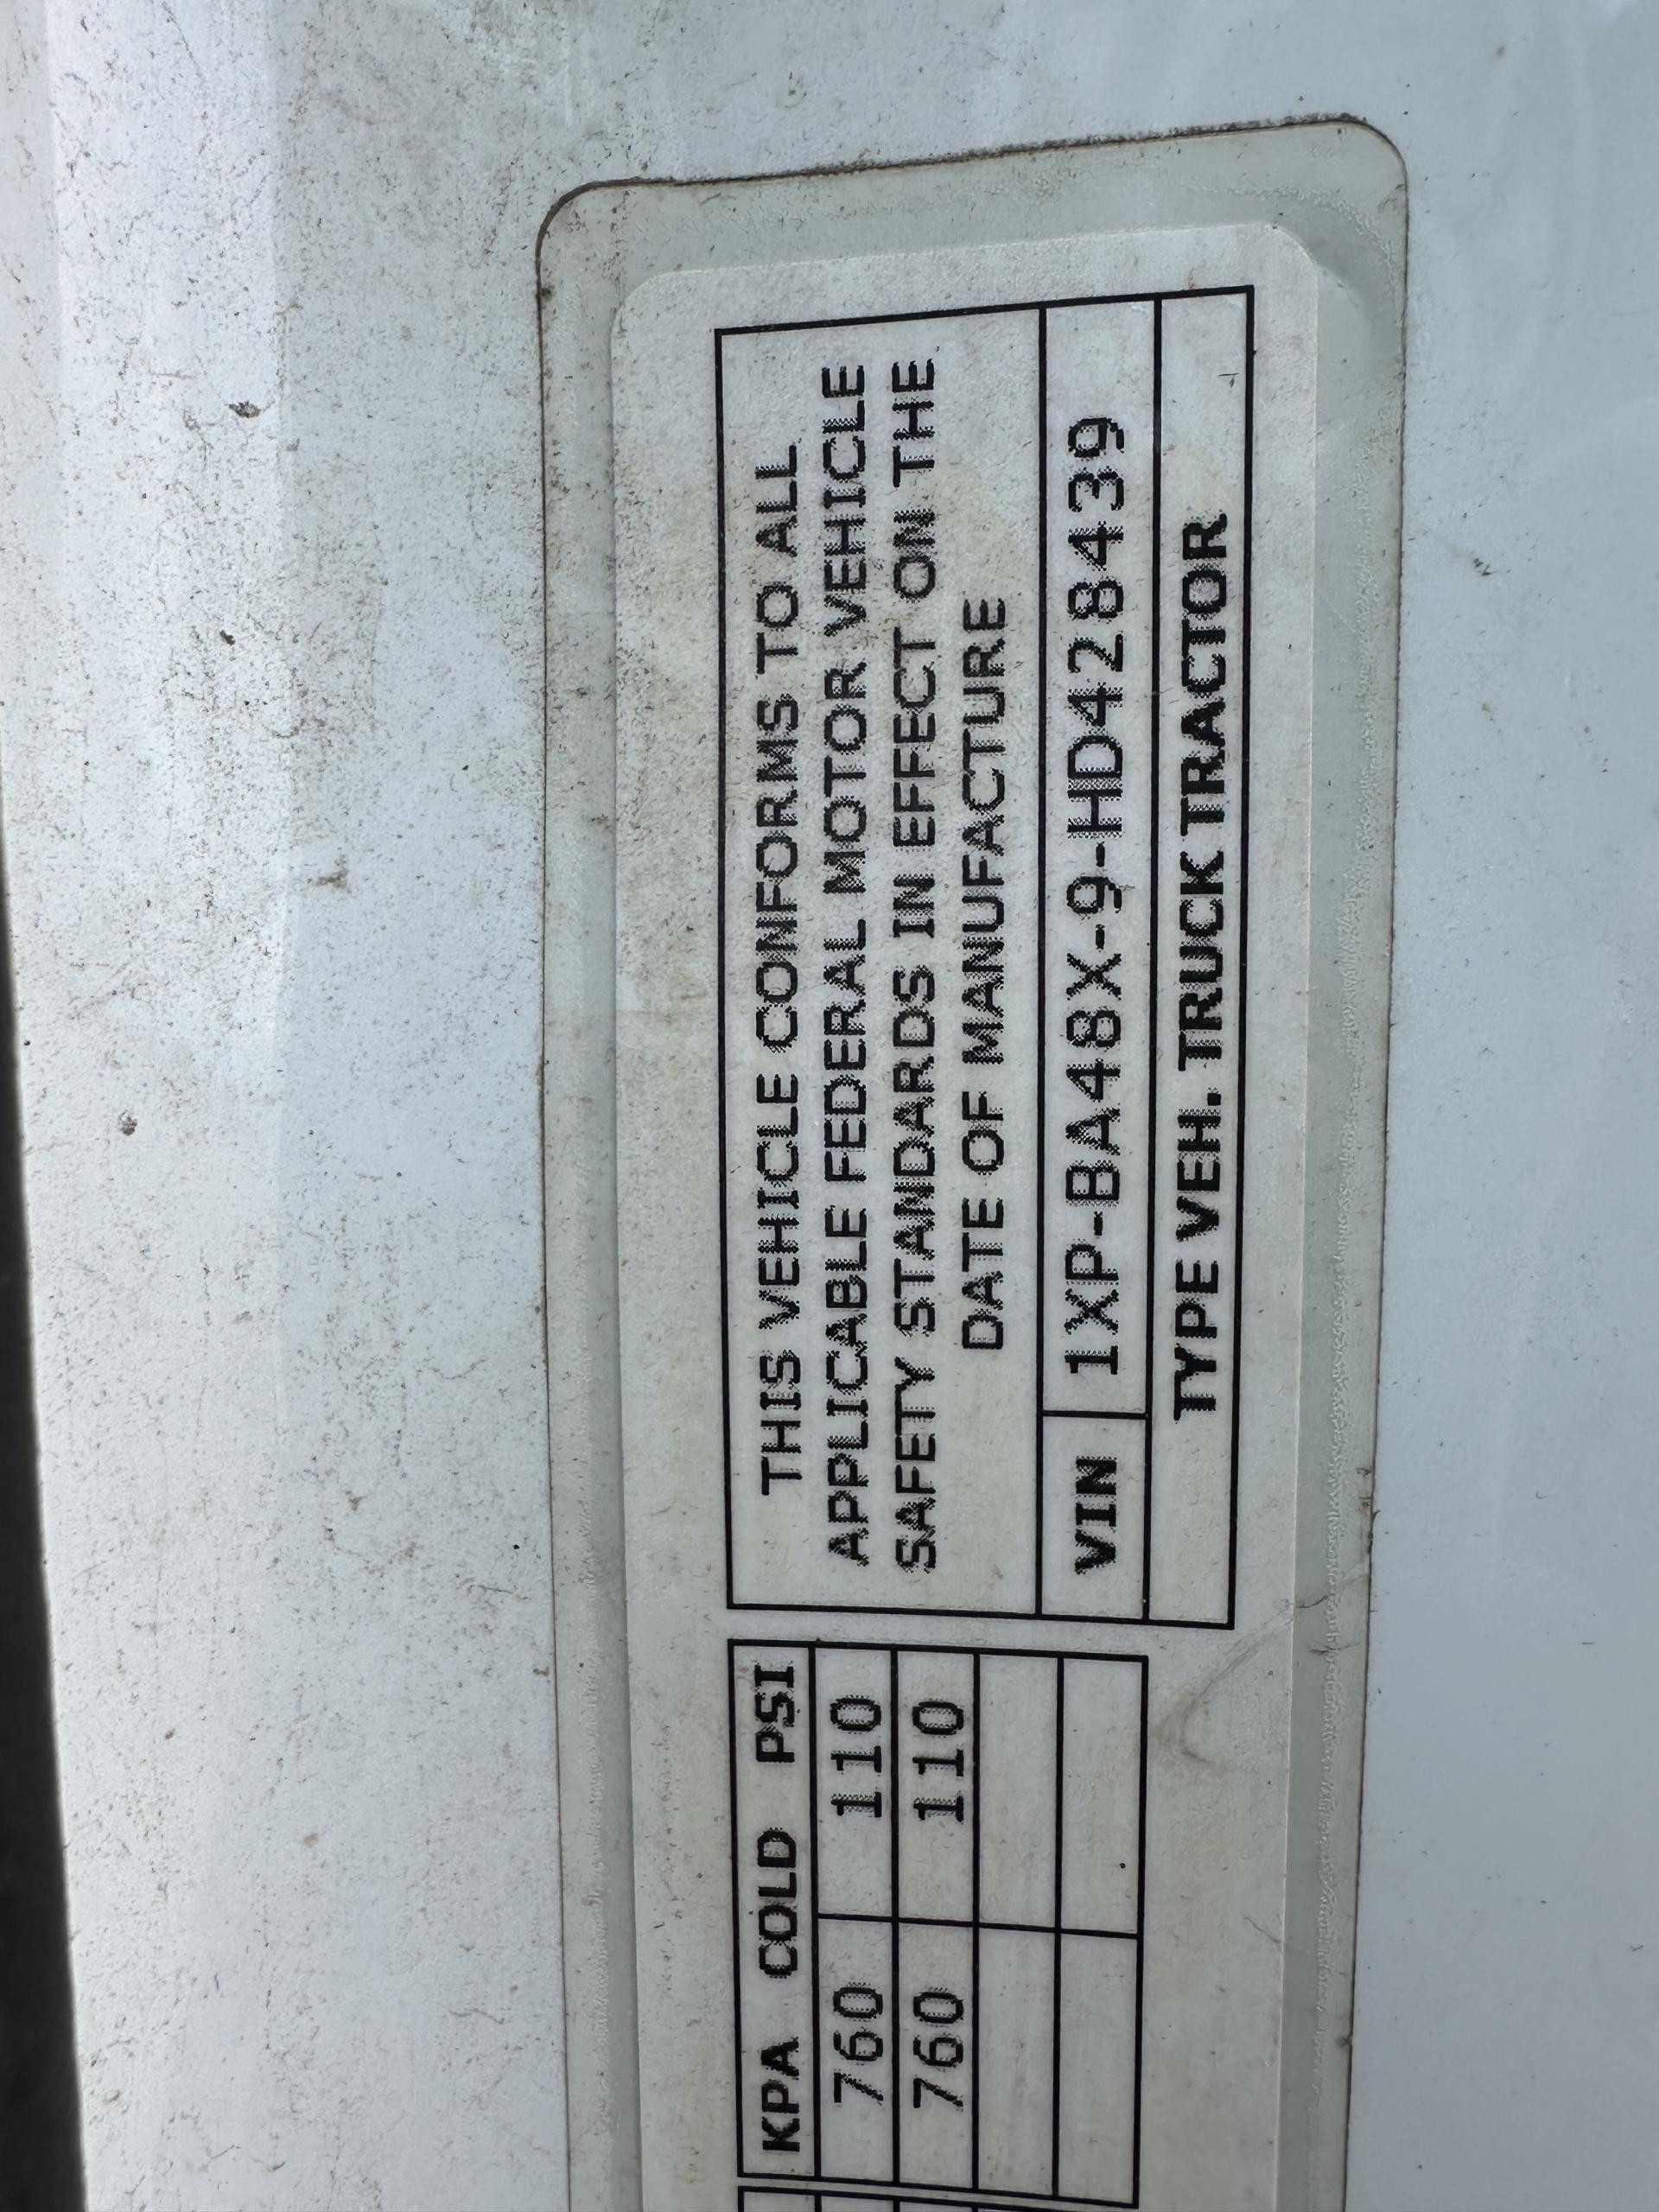 THIS VEHICLE CONFORMS TO ALL
APPLICABLE FEDERAL MOTOR VEHICLE
SAFETY STANDARDS IN EFFECT ON THE
DATE OF MANUFACTURE
VIN 1XP-BA48X-9-HD428439
TYPE VEH. TRUCK TRACTOR
KPA COLD PSI
760 110
760 110